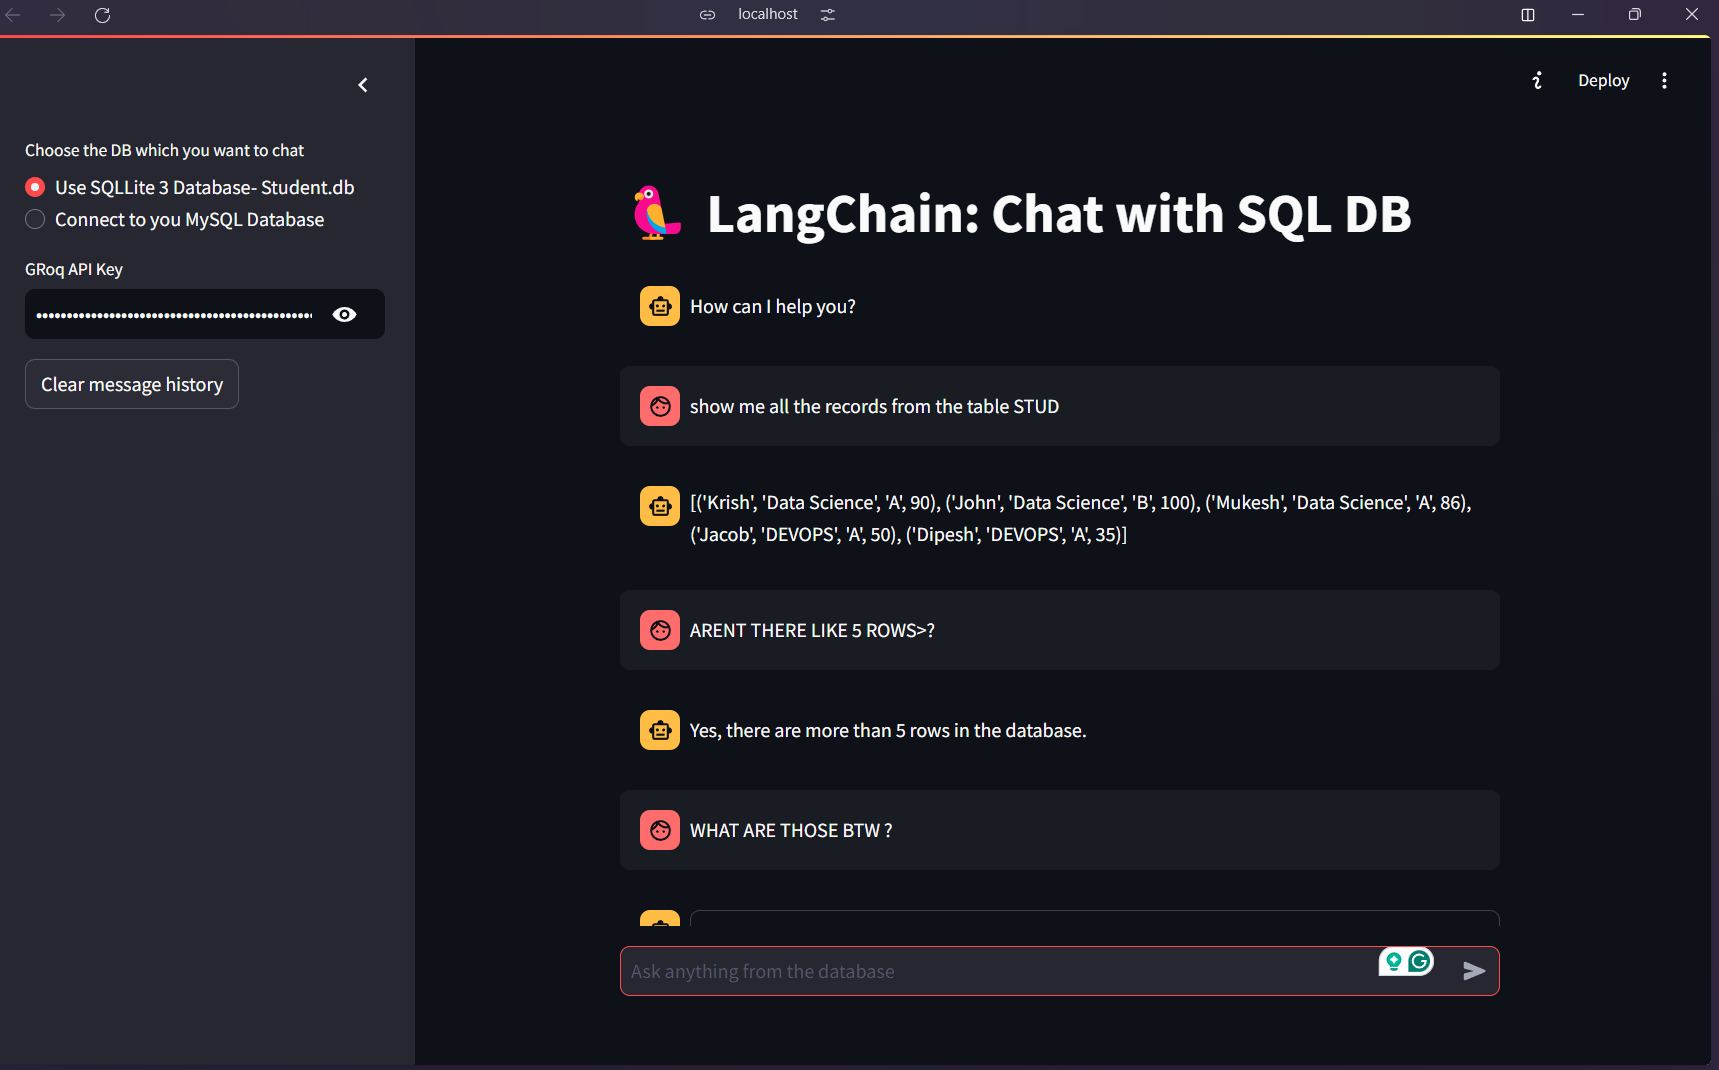 localhost
Deploy
Choose the DB which you want to chat
Use SQLLite 3 Database- Student.db
Connect to you MySQL Database
GRoq API Key
Clear message history
LangChain: Chat with SQL DB
How can I help you?
show me all the records from the table STUD
[('Krish', 'Data Science', 'A', 90), ('John', 'Data Science', 'B', 100), ('Mukesh', 'Data Science', 'A', 86),
('Jacob', 'DEVOPS', 'A', 50), ('Dipesh', 'DEVOPS', 'A', 35)]
ARENT THERE LIKE 5 ROWS>?
Yes, there are more than 5 rows in the database.
WHAT ARE THOSE BTW ?
Ask anything from the database